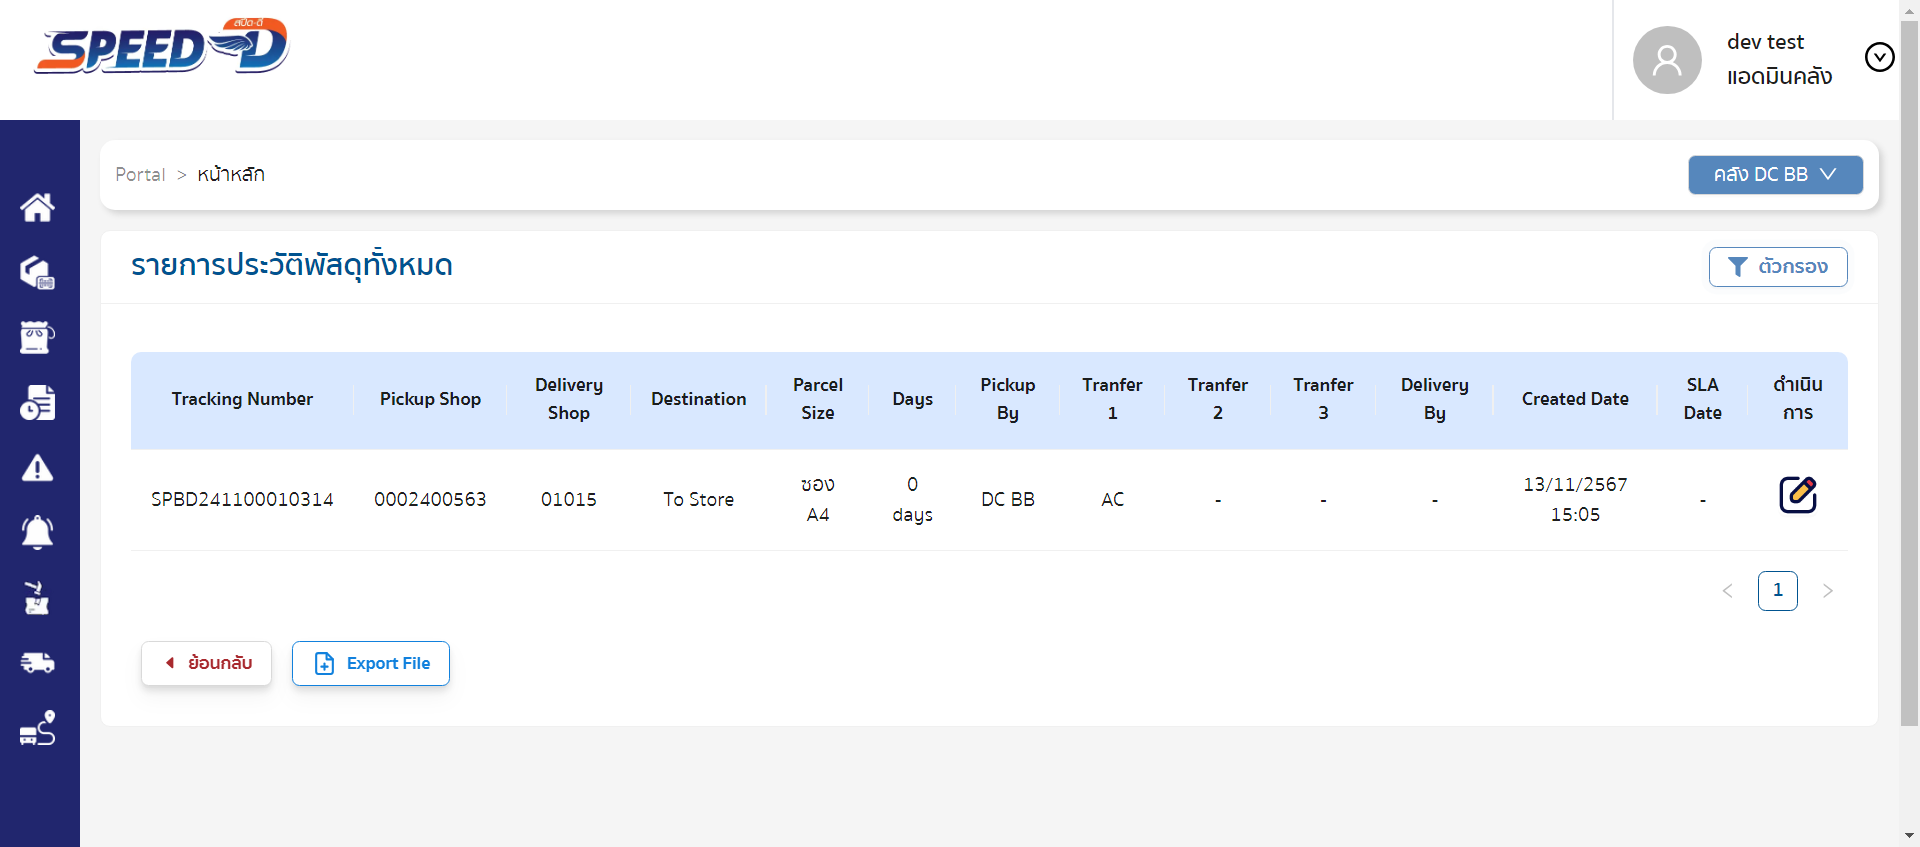 สปีด-ดี
SPEED-D
dev test
แอดมินคลัง
Portal > หน้าหลัก
คลัง DC BB
รายการประวัติพัสดุทั้งหมด
ตัวกรอง
Tracking Number Pickup Shop Delivery Shop Destination Parcel Size Days Pickup By Tranfer 1 Tranfer 2 Tranfer 3 Delivery By Created Date SLA Date ดำเนินการ
SPBD241100010314 0002400563 01015 To Store ซอง A4 0 days DC BB AC - - - 13/11/2567 15:05 -
1
ย้อนกลับ Export File